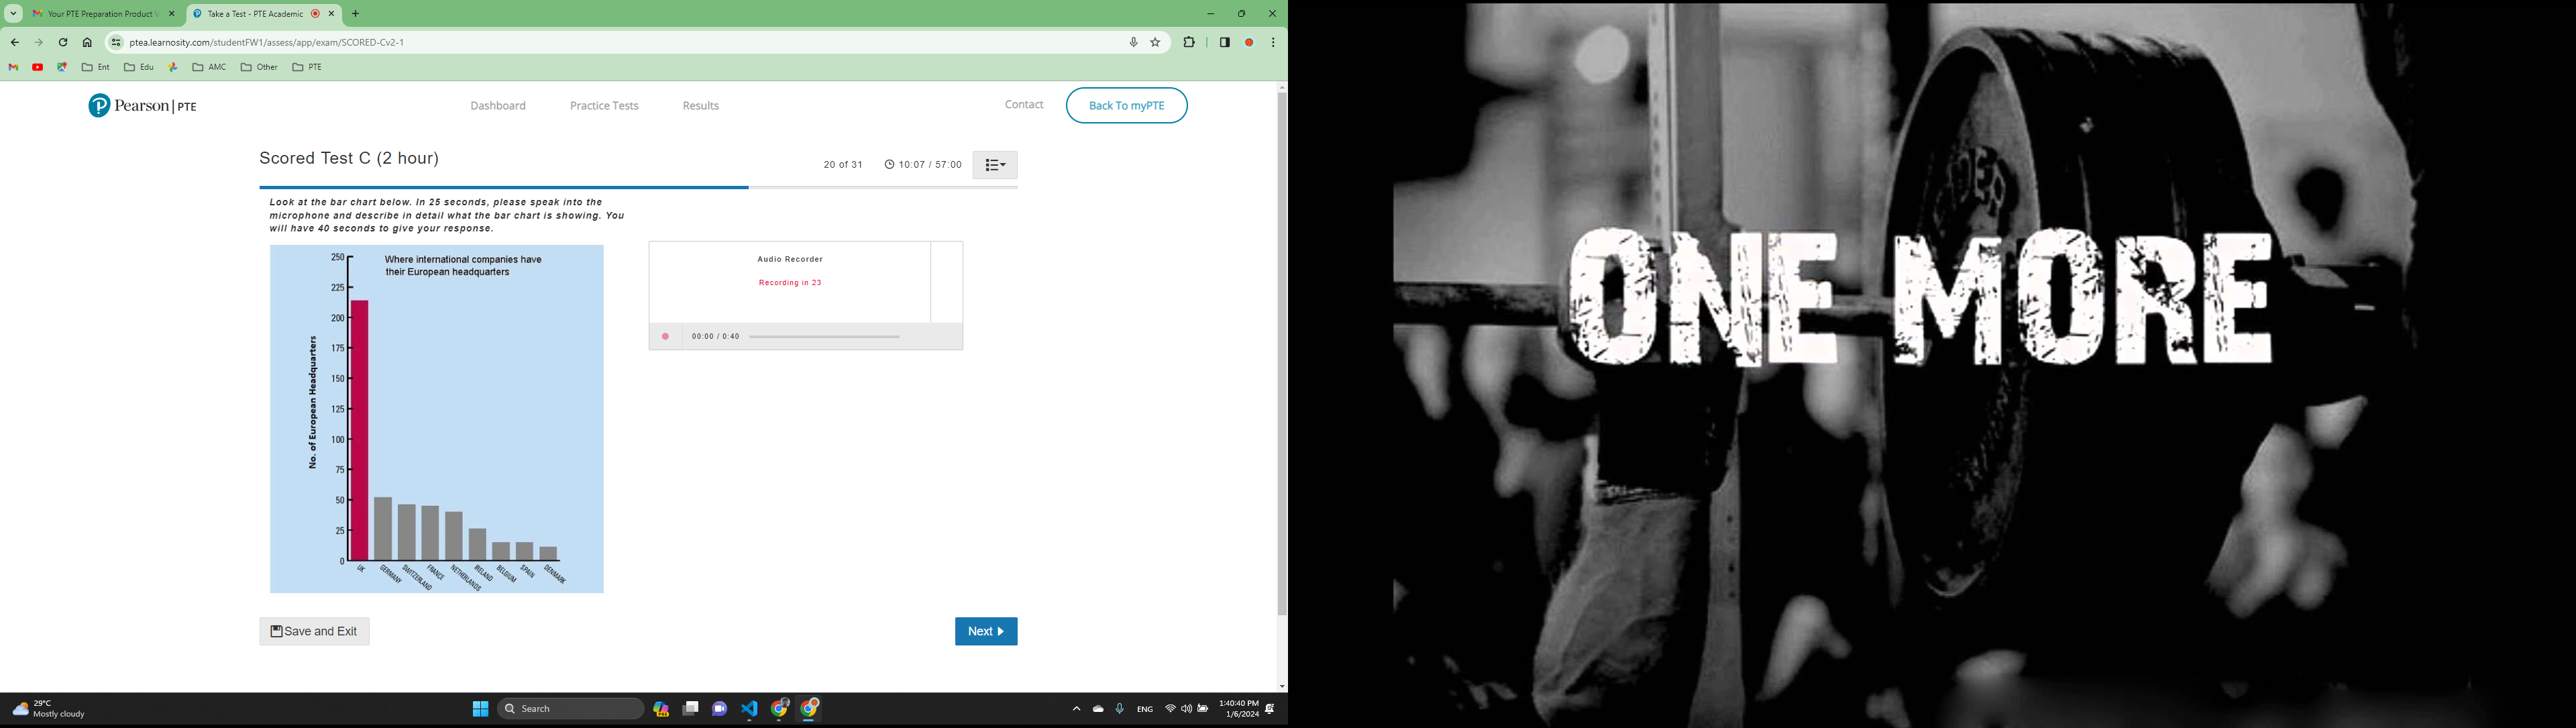 Your PTE Preparation Product V
Take a Test - PTE Academic
ptea.learnosity.com/studentFW1/assess/app/exam/SCORED-Cv2-1
Ent
Edu
AMC
Other
PTE
Pearson | PTE
Dashboard
Practice Tests
Results
Contact
Back To myPTE
Scored Test C (2 hour)
20 of 31
10:07 / 57:00
Look at the bar chart below. In 25 seconds, please speak into the
microphone and describe in detail what the bar chart is showing. You
will have 40 seconds to give your response.
Where international companies have
their European headquarters
No. of European Headquarters
250
225
200
175
150
125
100
75
50
25
0
UK
GERMANY
SWITZERLAND
FRANCE
NETHERLANDS
IRELAND
BELGIUM
SPAIN
DENMARK
Audio Recorder
Recording in 23
00:00 / 0:40
Save and Exit
Next
29°C
Mostly cloudy
Search
ENG
1:40:40 PM
1/6/2024
ONE MORE